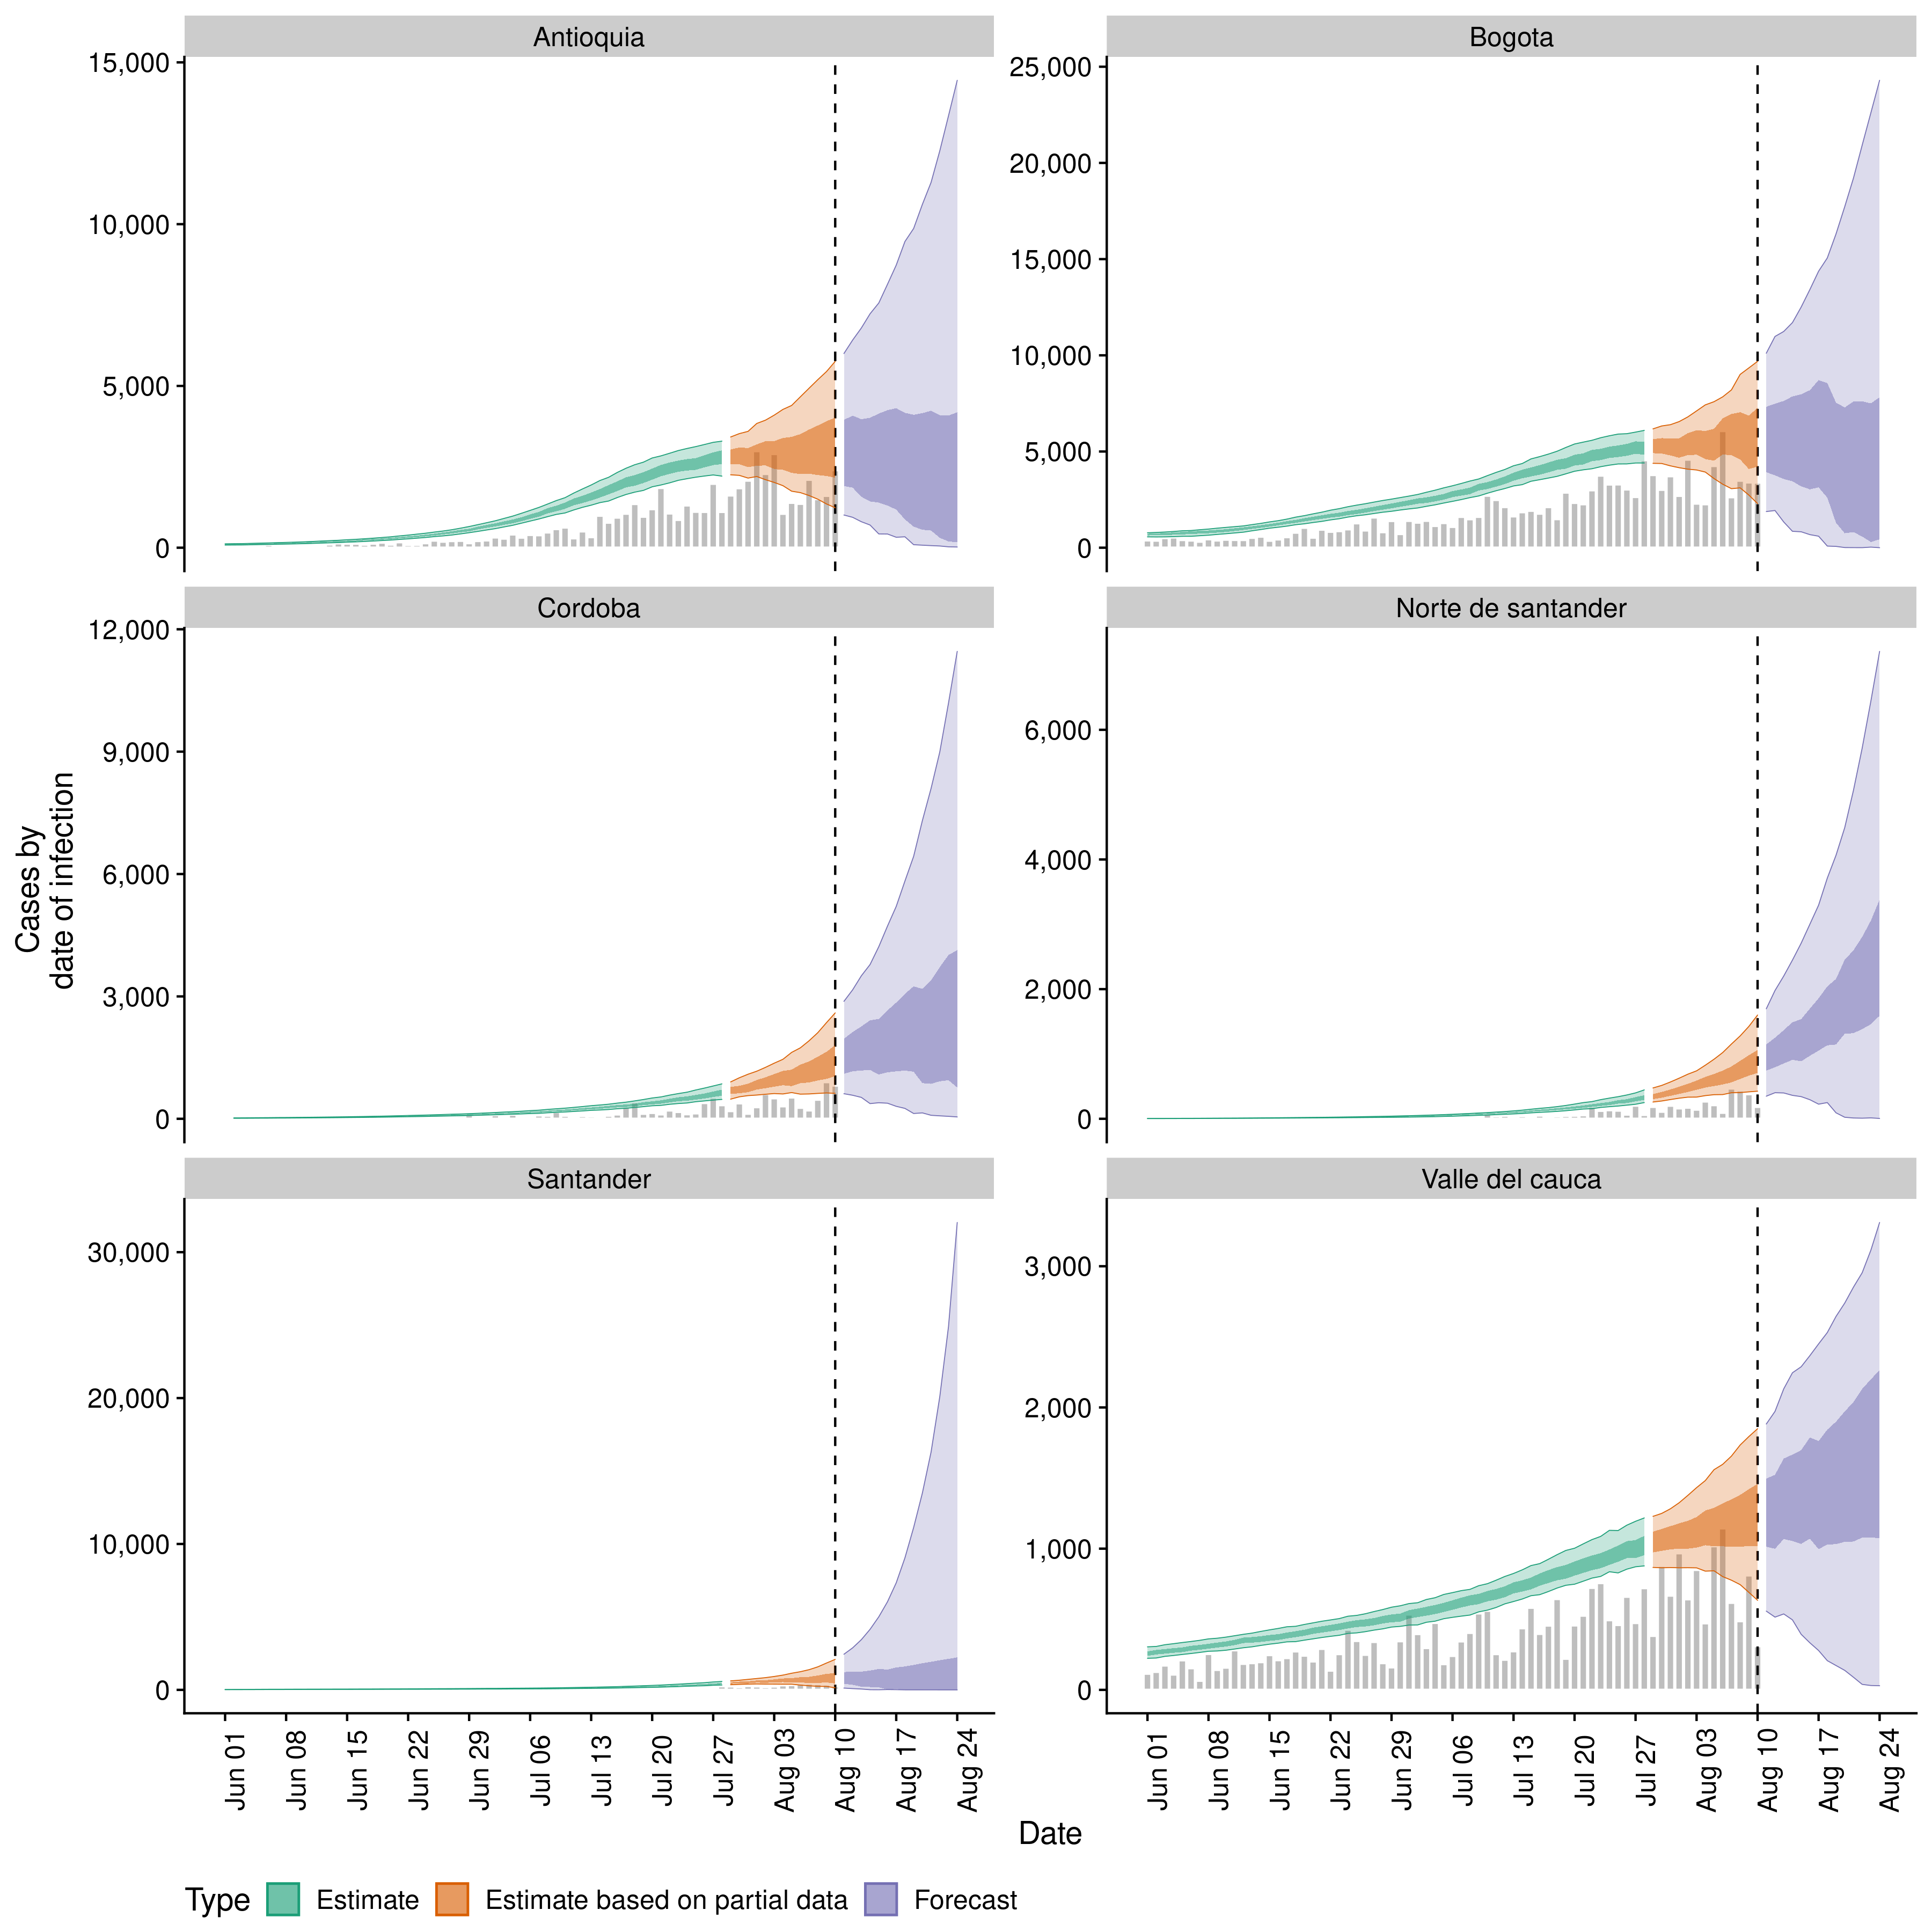 Antioquia
Bogota
15,000
10,000
5,000
0
25,000
20,000
15,000
10,000
5,000
0
Cordoba
Norte de santander
12,000
9,000
6,000
3,000
0
6,000
4,000
2,000
0
Santander
Valle del cauca
30,000
20,000
10,000
0
3,000
2,000
1,000
0
Cases by
date of infection
Jun 01
Jun 08
Jun 15
Jun 22
Jun 29
Jul 06
Jul 13
Jul 20
Jul 27
Aug 03
Aug 10
Aug 17
Aug 24
Jun 01
Jun 08
Jun 15
Jun 22
Jun 29
Jul 06
Jul 13
Jul 20
Jul 27
Aug 03
Aug 10
Aug 17
Aug 24
Date
Type Estimate Estimate based on partial data Forecast